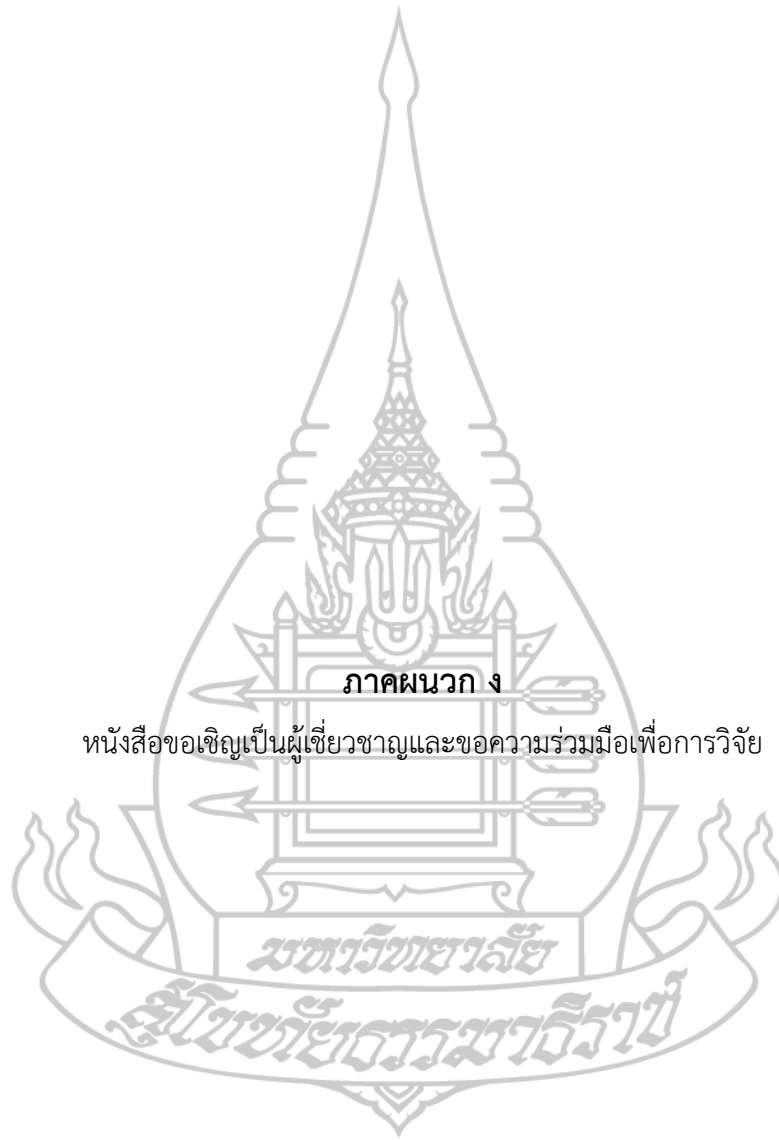 ภาคผนวก ง
หนังสือขอเชิญเป็นผู้เชี่ยวชาญและขอความร่วมมือเพื่อการวิจัย
มหาวิทยาลัย
สุโขทัยธรรมาธิราช